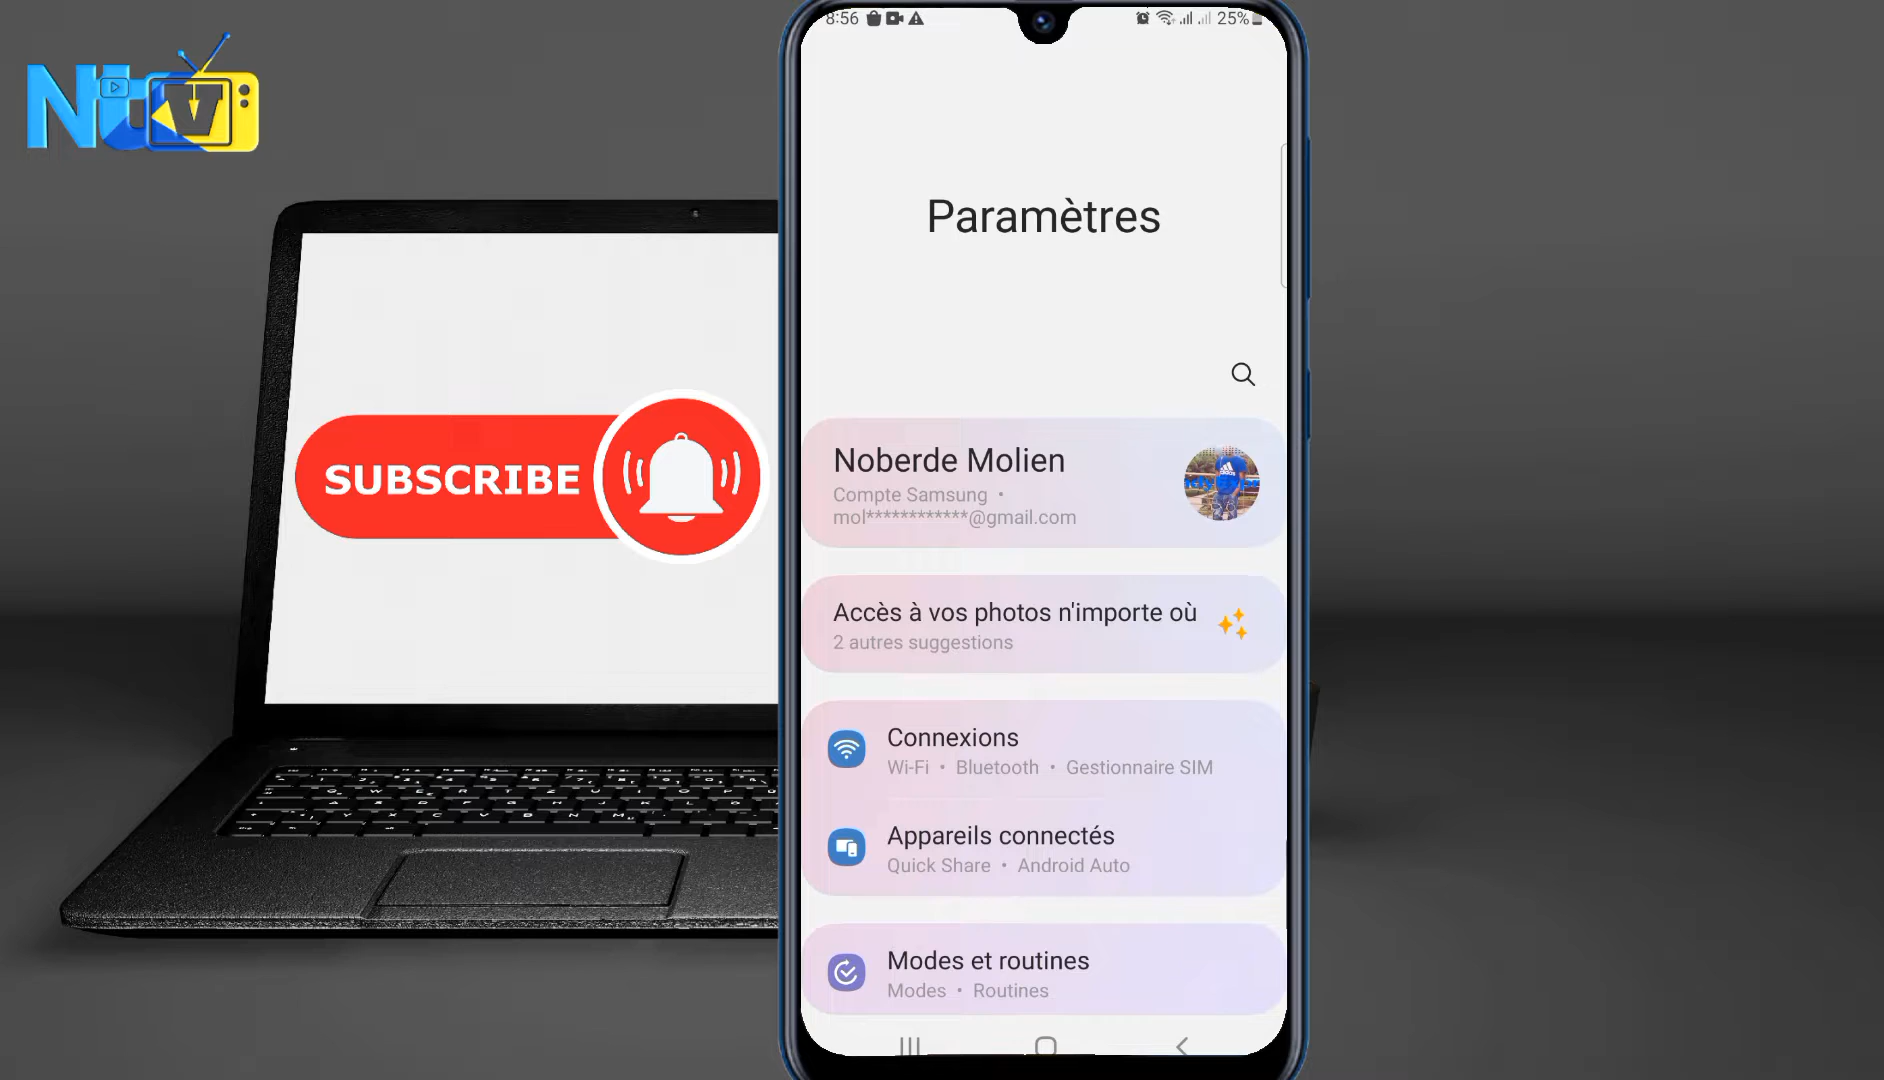 NtV
SUBSCRIBE
8:56
25%
Paramètres
Noberde Molien
Compte Samsung •
mol************@gmail.com
Accès à vos photos n'importe où
2 autres suggestions
Connexions
Wi-Fi • Bluetooth • Gestionnaire SIM
Appareils connectés
Quick Share • Android Auto
Modes et routines
Modes • Routines